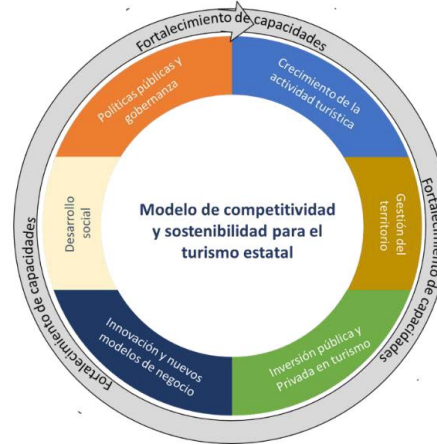 Fortalecimiento de capacidades
Políticas públicas y
gobernanza
Crecimiento de la
actividad turística
Gestión del
territorio
Fortalecimiento de capacidades
Inversión pública y
Privada en turismo
Innovación y nuevos
modelos de negocio
Desarrollo
social
Fortalecimiento de capacidades
Modelo de competitividad
y sostenibilidad para el
turismo estatal